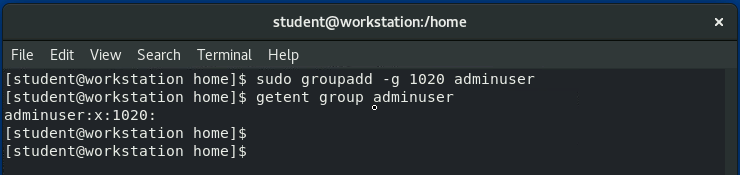 student@workstation:/home ×
File Edit View Search Terminal Help
[student@workstation home]$ sudo groupadd -g 1020 adminuser
[student@workstation home]$ getent group adminuser
adminuser:x:1020:
[student@workstation home]$
[student@workstation home]$